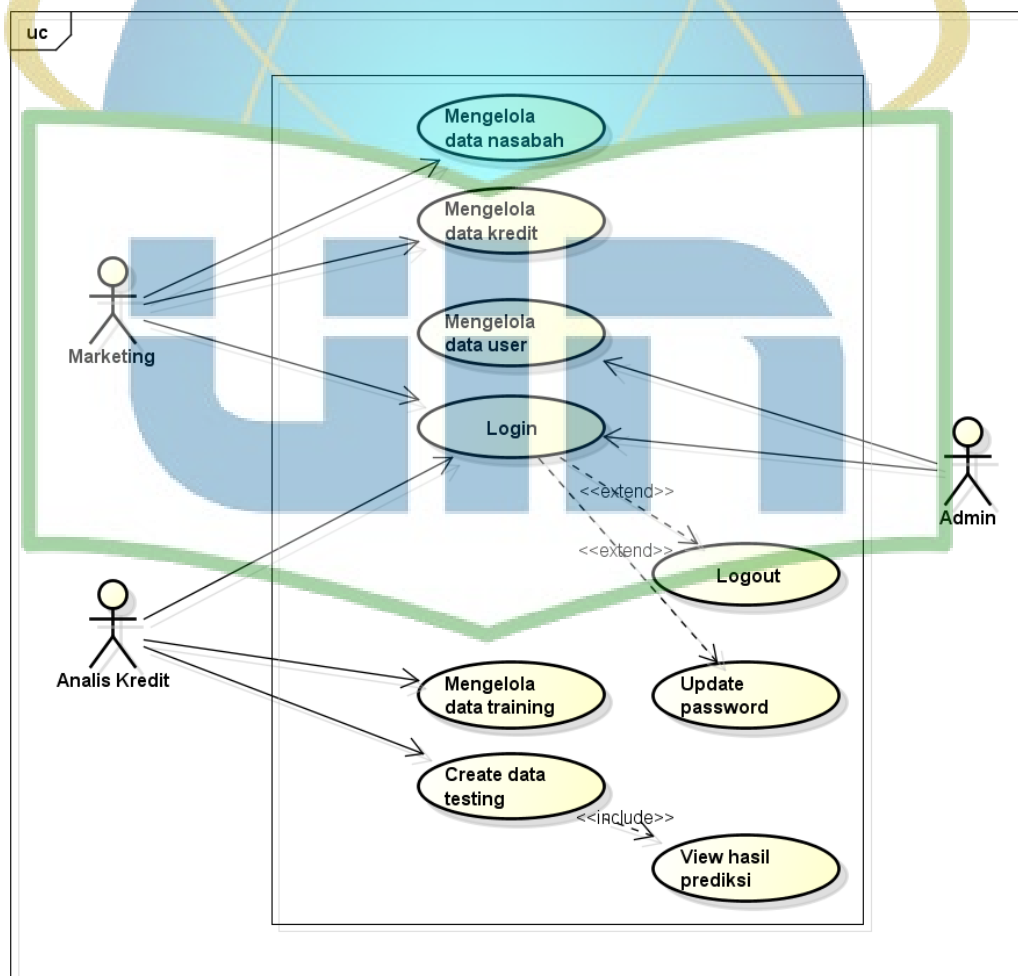 uc
Mengelola
data nasabah
Mengelola
data kredit
Marketing
Mengelola
data user
Login
Admin
<<extend>>
<<extend>>
Logout
Analis Kredit
Mengelola
data training
Update
password
Create data
testing
<<include>>
View hasil
prediksi
uin